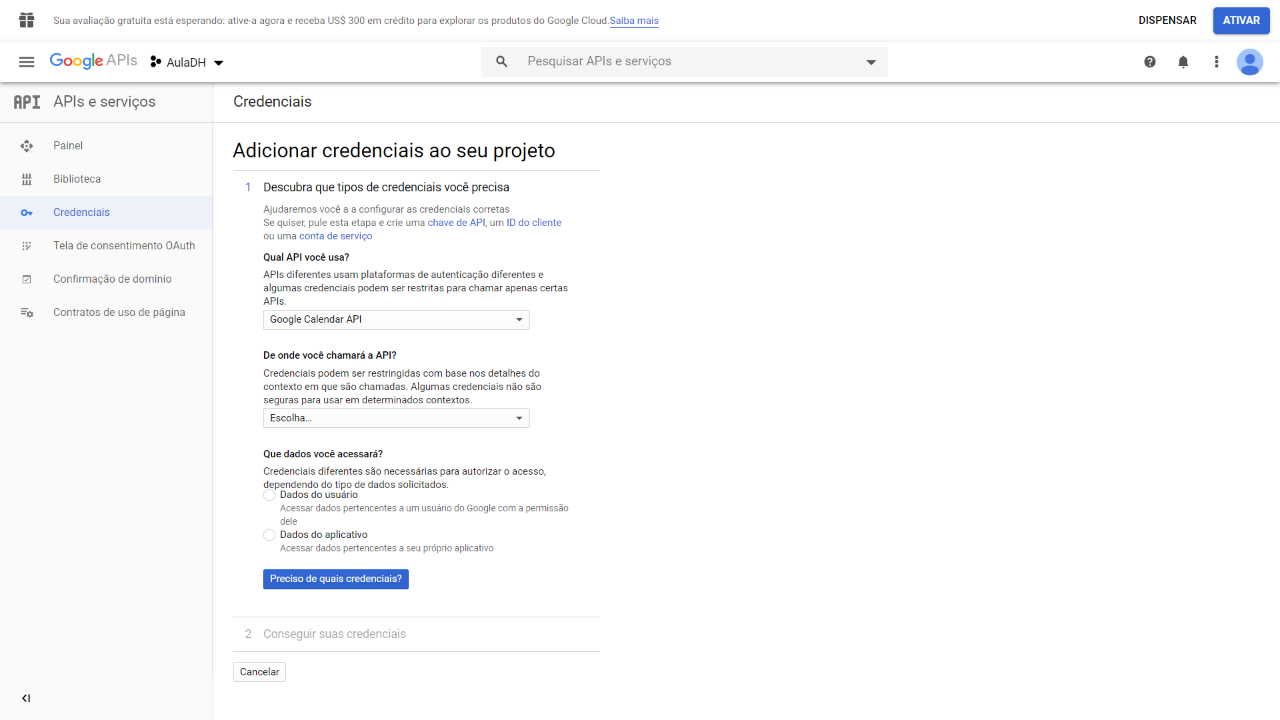 Sua avaliação gratuita está esperando: ative-a agora e receba US$ 300 em crédito para explorar os produtos do Google Cloud.Saiba mais
DISPENSAR
ATIVAR
Google APIs
AulaDH
Pesquisar APIs e serviços
API
APIs e serviços
Credenciais
Painel
Biblioteca
Credenciais
Tela de consentimento OAuth
Confirmação de domínio
Contratos de uso de página
Adicionar credenciais ao seu projeto
1 Descubra que tipos de credenciais você precisa
Ajudaremos você a a configurar as credenciais corretas
Se quiser, pule esta etapa e crie uma chave de API, um ID do cliente
ou uma conta de serviço
Qual API você usa?
APIs diferentes usam plataformas de autenticação diferentes e
algumas credenciais podem ser restritas para chamar apenas certas
APIs.
Google Calendar API
De onde você chamará a API?
Credenciais podem ser restringidas com base nos detalhes do
contexto em que são chamadas. Algumas credenciais não são
seguras para usar em determinados contextos.
Escolha...
Que dados você acessará?
Credenciais diferentes são necessárias para autorizar o acesso,
dependendo do tipo de dados solicitados.
Dados do usuário
Acessar dados pertencentes a um usuário do Google com a permissão
dele
Dados do aplicativo
Acessar dados pertencentes a seu próprio aplicativo
Preciso de quais credenciais?
2 Conseguir suas credenciais
Cancelar